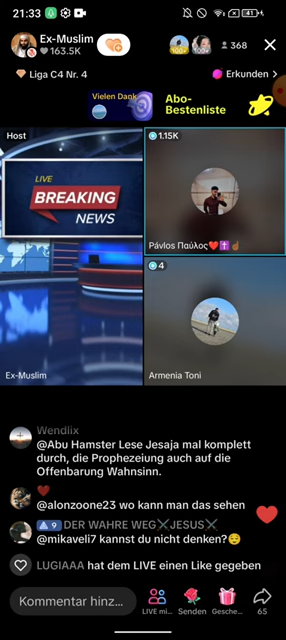 21:33
41
Ex-Muslim
163.5K
100+
100+
368
Liga C4 Nr. 4
Erkunden >
Vielen Dank
Abo-
Bestenliste
Host
1.15K
LIVE
BREAKING
NEWS
Pávlos Παύλος❤️✝️☝🏾
4
Ex-Muslim
Armenia Toni
Wendlix
@Abu Hamster Lese Jesaja mal komplett
durch, die Prophezeiung auch auf die
Offenbarung Wahnsinn.
❤️
@alonzoone23 wo kann man das sehen
9 DER WAHRE WEG⚔️JESUS⚔️
@mikaveli7 kannst du nicht denken?😌
LUGIAAA hat dem LIVE einen Like gegeben
Kommentar hinz...
LIVE mi...
Senden
Gesche...
65